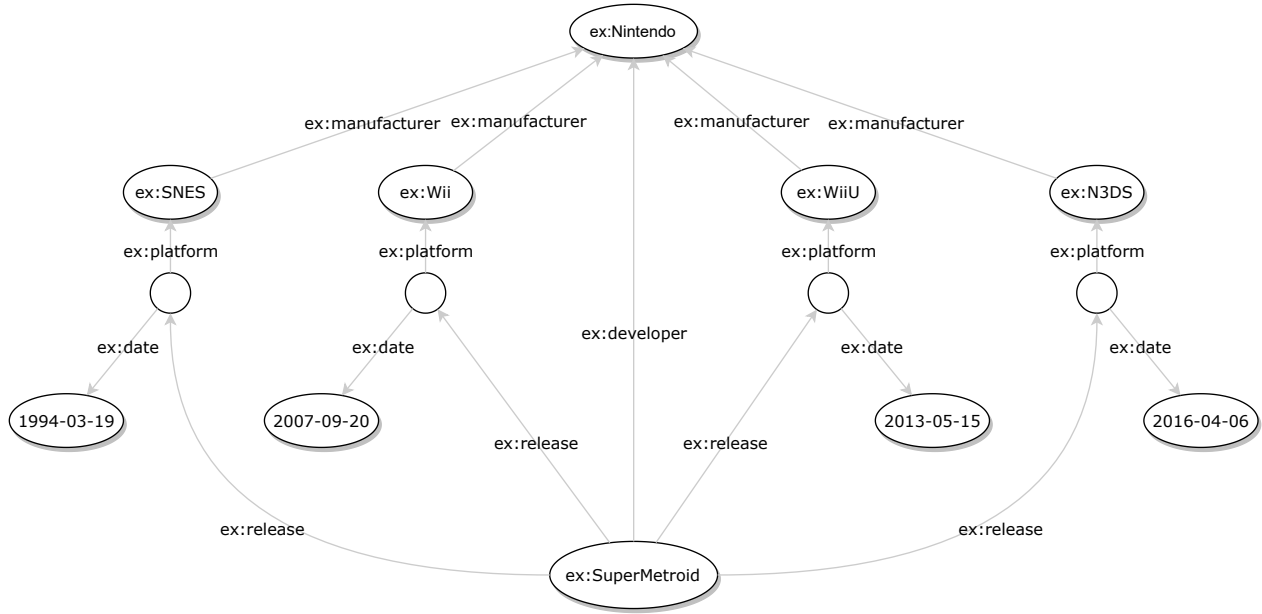 ex:Nintendo
ex:manufacturer
ex:manufacturer
ex:manufacturer
ex:manufacturer
ex:SNES
ex:Wii
ex:WiiU
ex:N3DS
ex:platform
ex:platform
ex:platform
ex:platform
ex:developer
ex:date
ex:date
ex:date
ex:date
1994-03-19
2007-09-20
2013-05-15
2016-04-06
ex:release
ex:release
ex:release
ex:release
ex:SuperMetroid